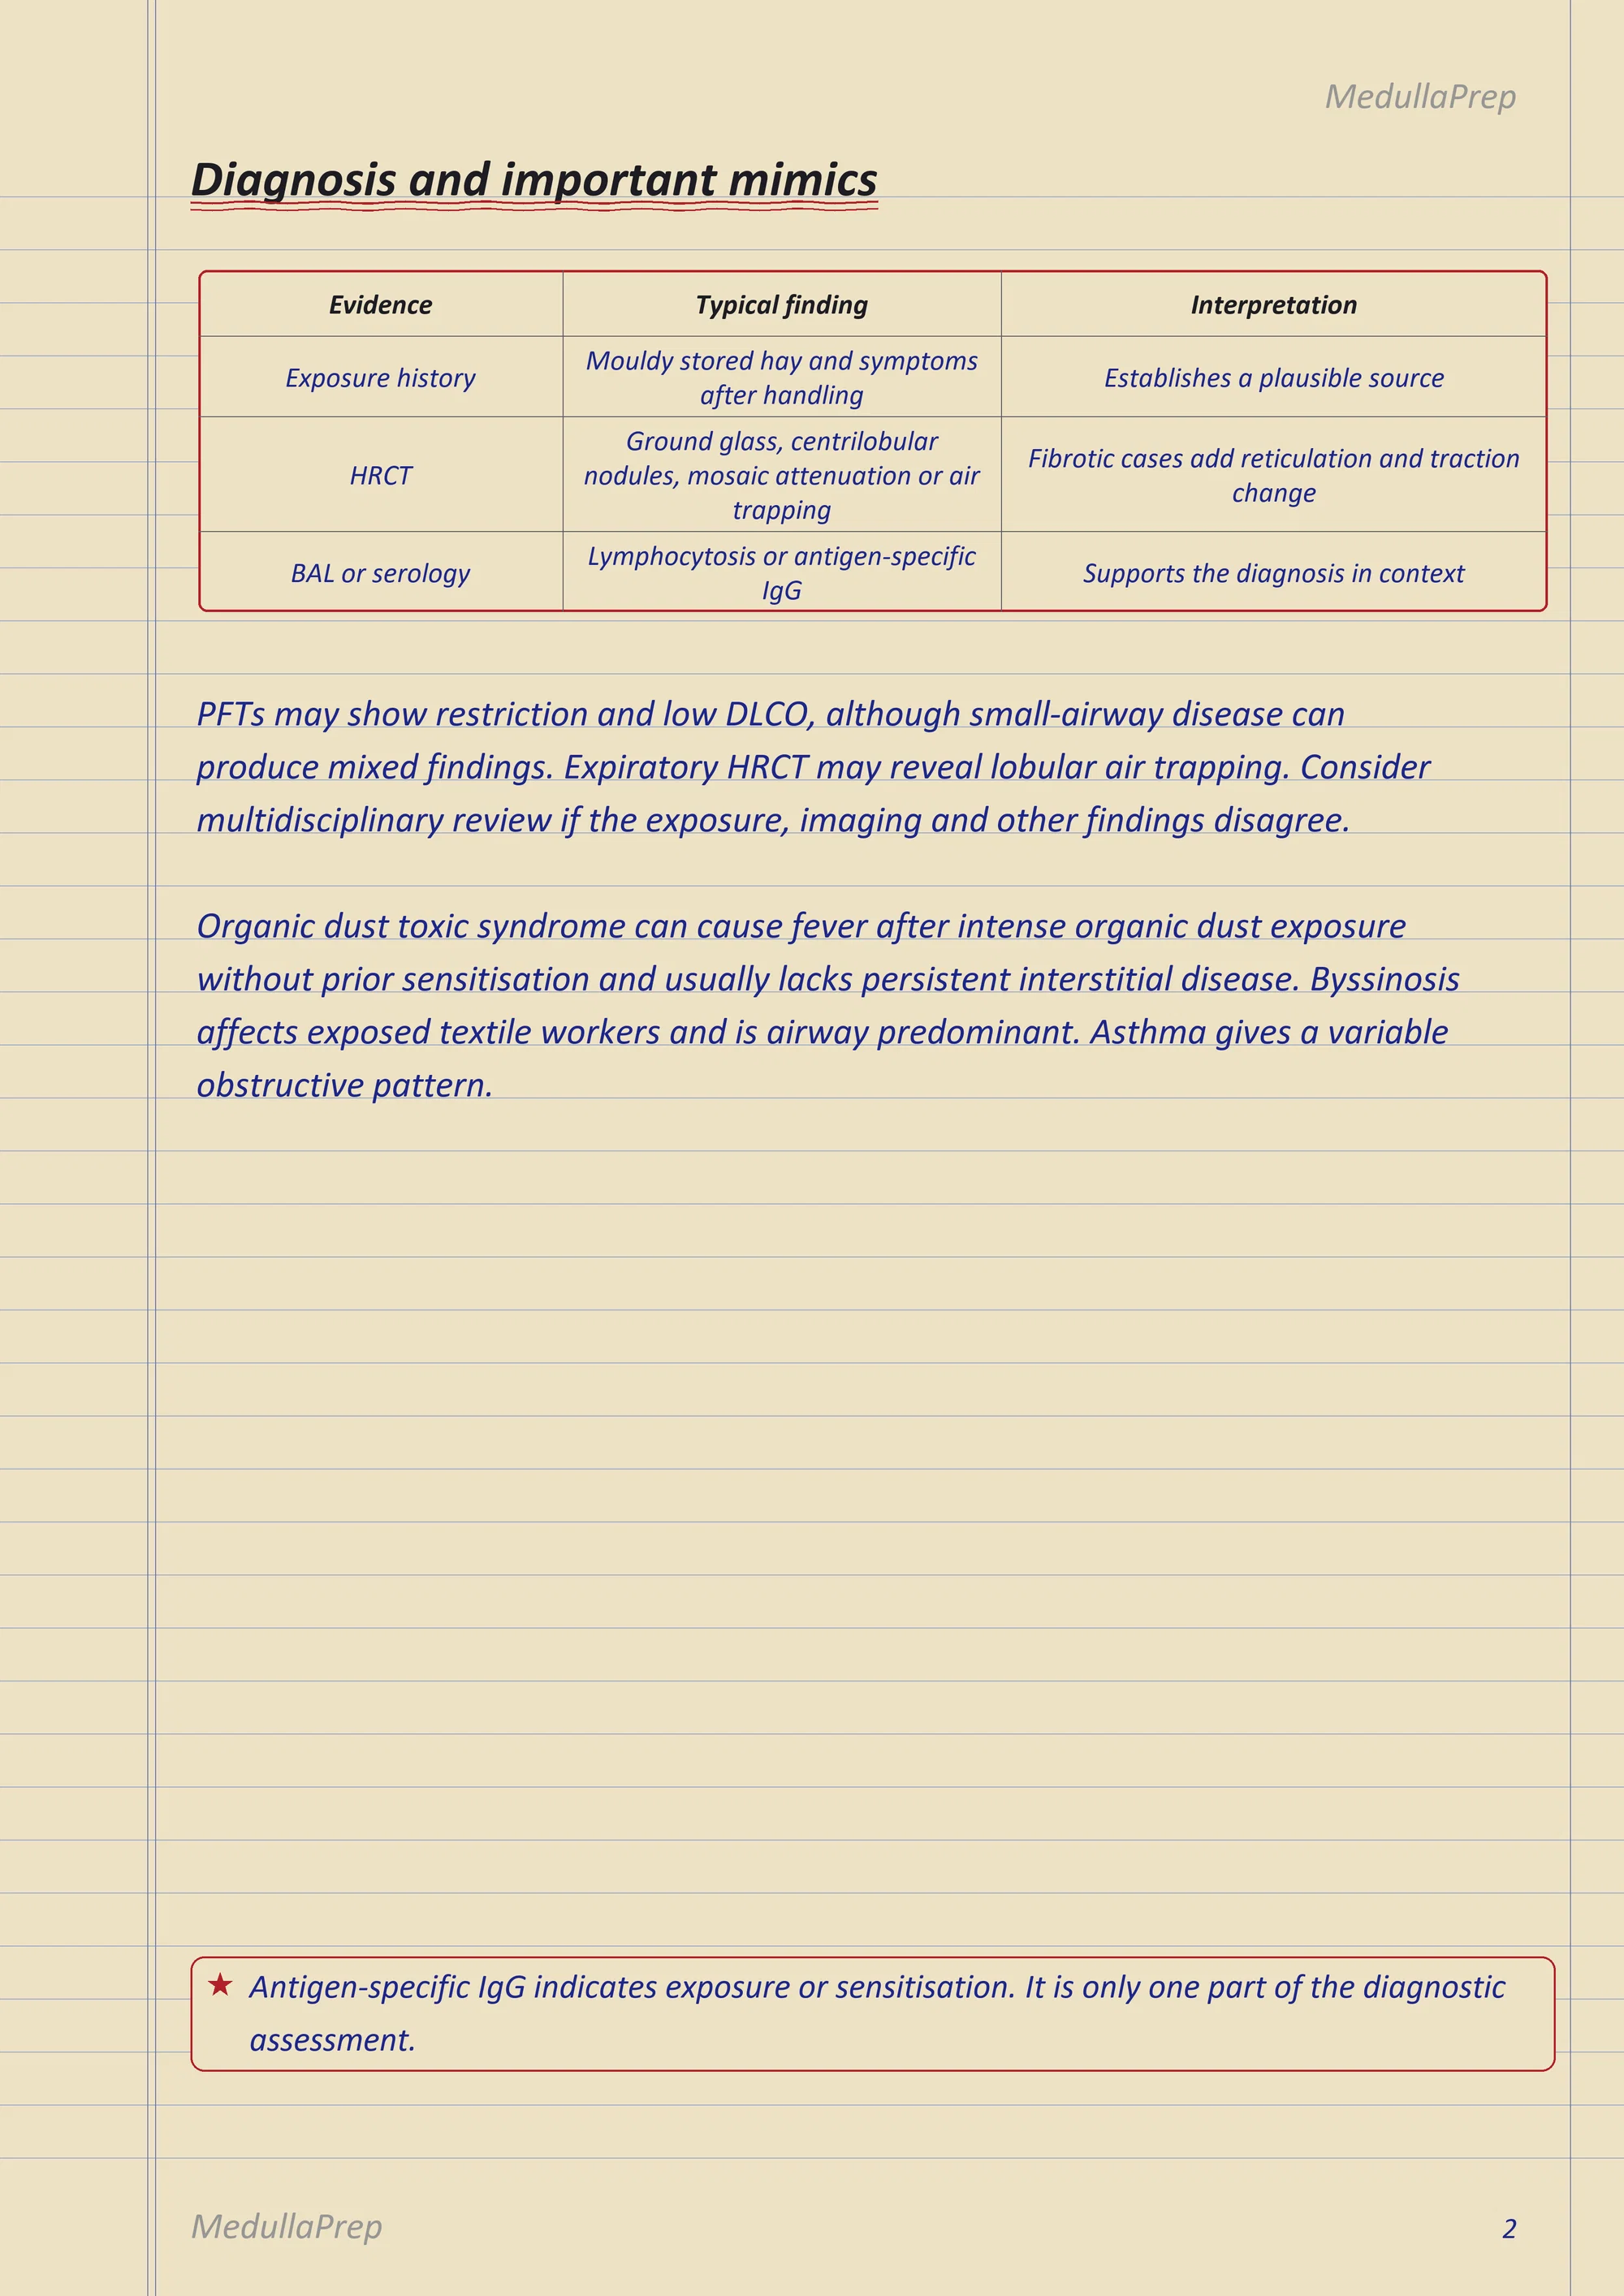 MedullaPrep
Diagnosis and important mimics
Evidence
Typical finding
Interpretation
Exposure history
Mouldy stored hay and symptoms
after handling
Establishes a plausible source
HRCT
Ground glass, centrilobular
nodules, mosaic attenuation or air
trapping
Fibrotic cases add reticulation and traction
change
BAL or serology
Lymphocytosis or antigen-specific
IgG
Supports the diagnosis in context
PFTs may show restriction and low DLCO, although small-airway disease can
produce mixed findings. Expiratory HRCT may reveal lobular air trapping. Consider
multidisciplinary review if the exposure, imaging and other findings disagree.
Organic dust toxic syndrome can cause fever after intense organic dust exposure
without prior sensitisation and usually lacks persistent interstitial disease. Byssinosis
affects exposed textile workers and is airway predominant. Asthma gives a variable
obstructive pattern.
★ Antigen-specific IgG indicates exposure or sensitisation. It is only one part of the diagnostic
assessment.
MedullaPrep
2